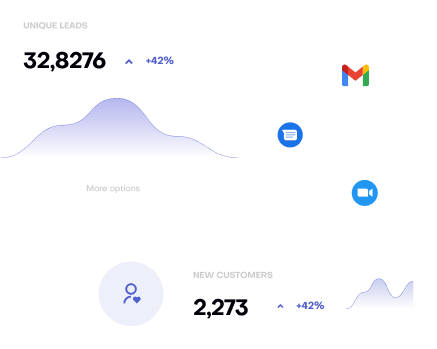 UNIQUE LEADS
32,8276 +42%
More options
NEW CUSTOMERS
2,273 +42%